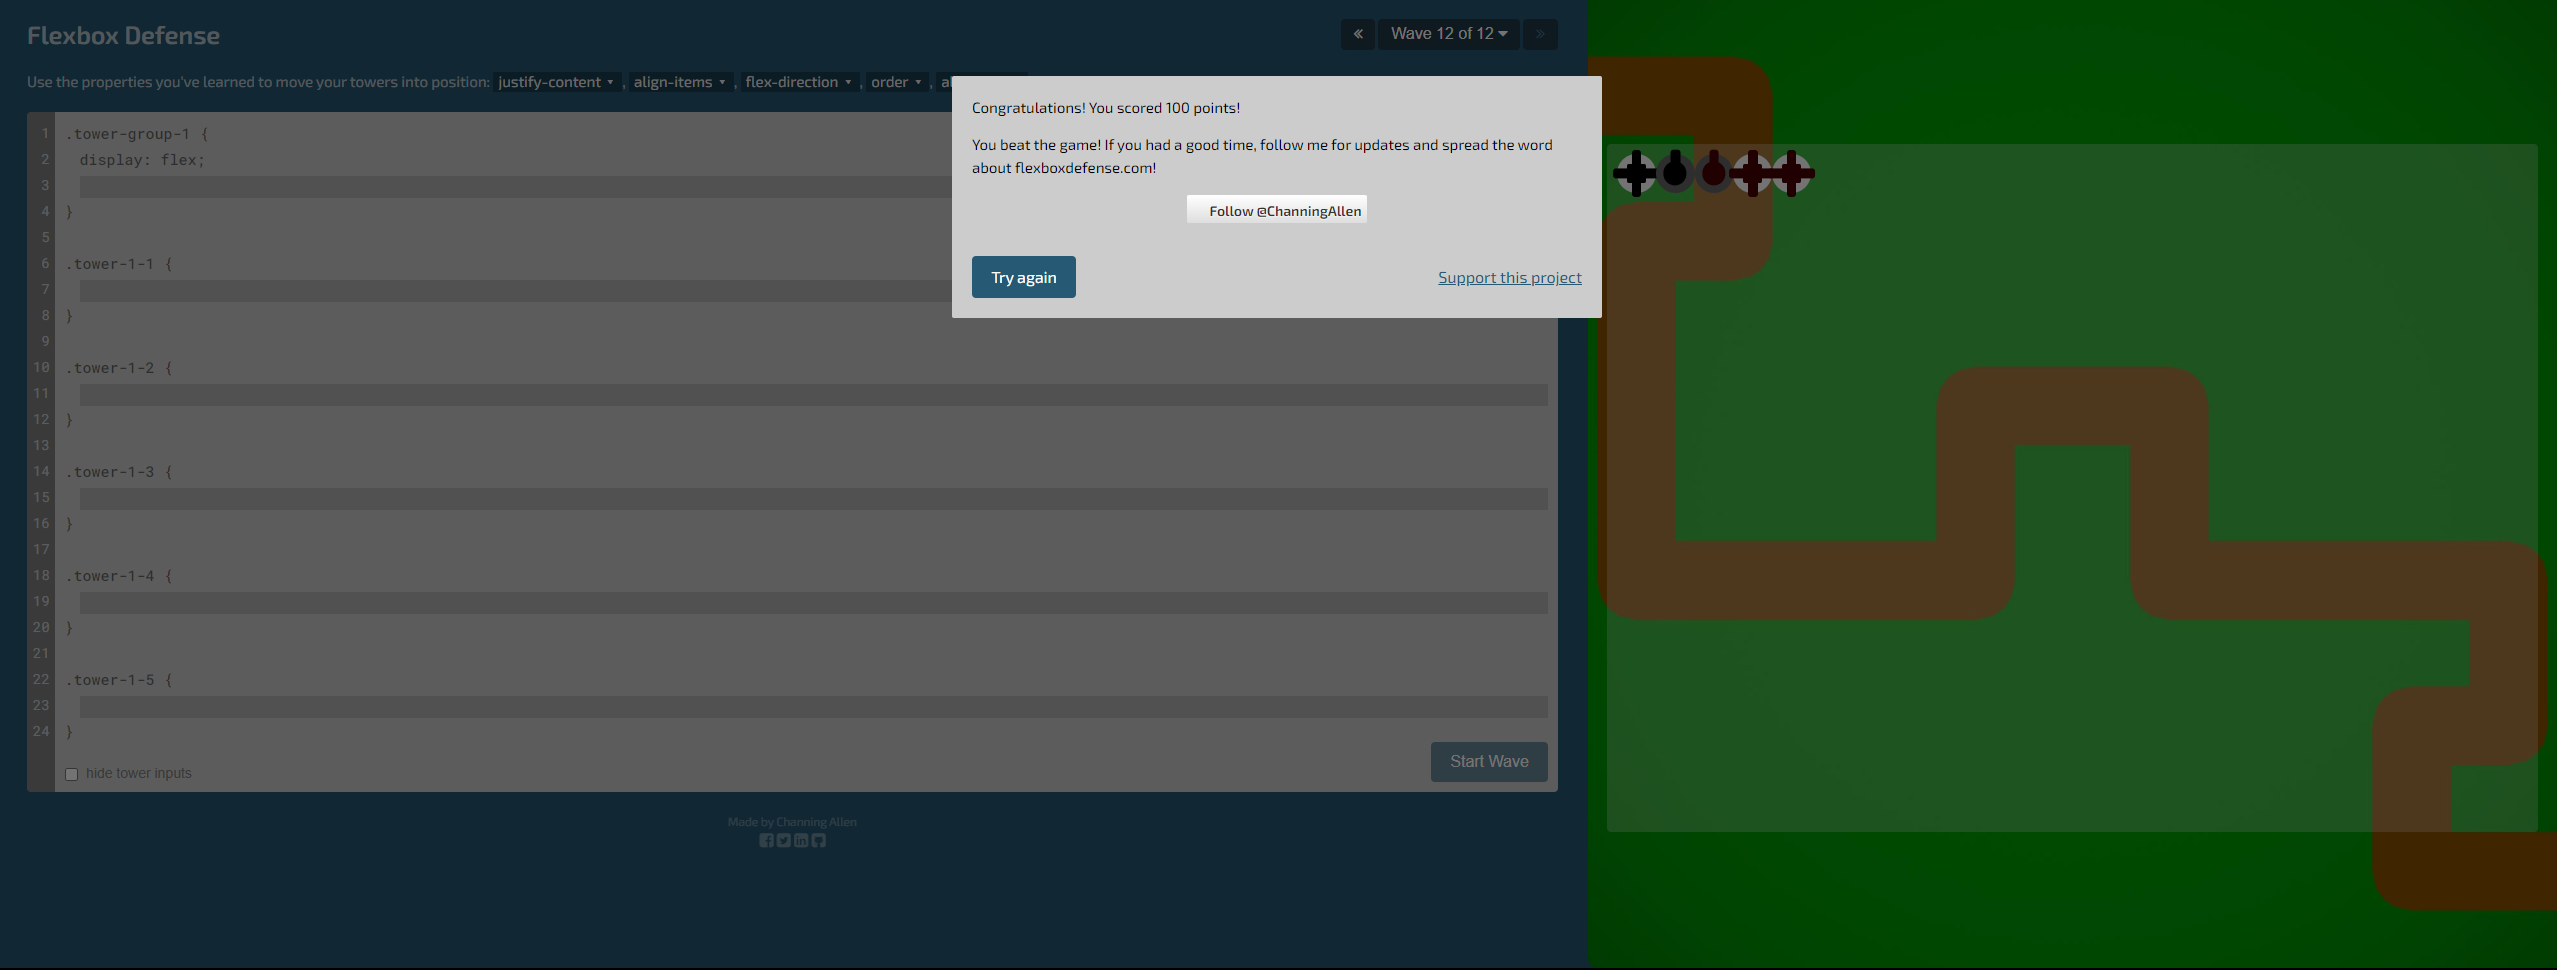 Flexbox Defense
« Wave 12 of 12 »
Use the properties you've learned to move your towers into position: justify-content , align-items , flex-direction , order ,
Congratulations! You scored 100 points!
You beat the game! If you had a good time, follow me for updates and spread the word
about flexboxdefense.com!
Follow @ChanningAllen
Try again
Support this project
1 .tower-group-1 {
2 display: flex;
3
4 }
5
6 .tower-1-1 {
7
8 }
9
10 .tower-1-2 {
11
12 }
13
14 .tower-1-3 {
15
16 }
17
18 .tower-1-4 {
19
20 }
21
22 .tower-1-5 {
23
24 }
hide tower inputs
Start Wave
Made by Channing Allen